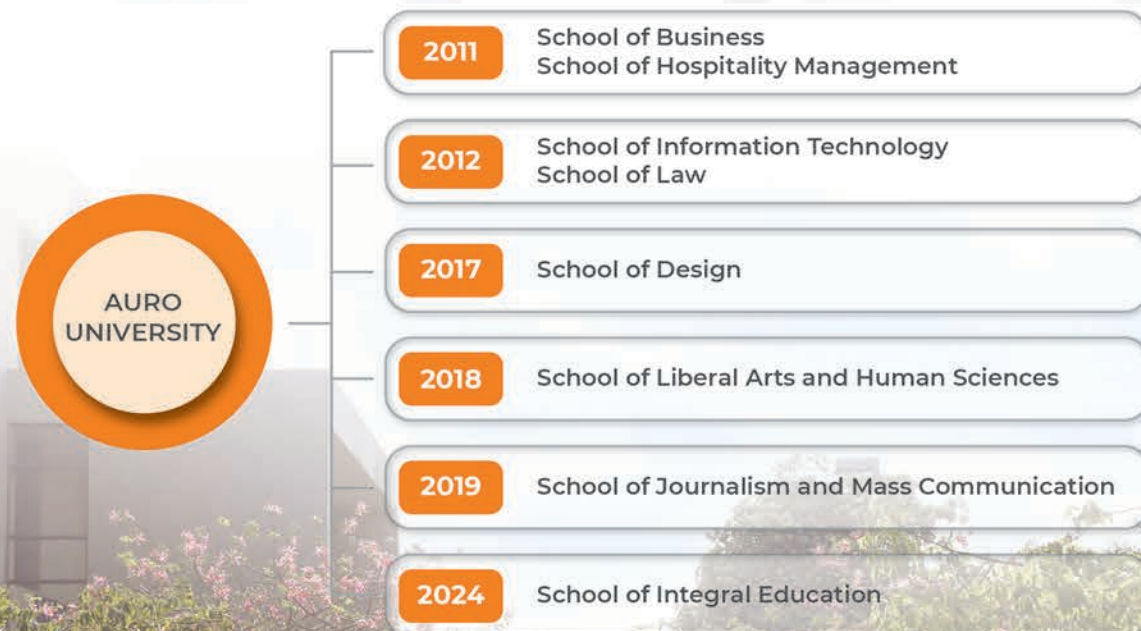 AURO
UNIVERSITY
2011
School of Business
School of Hospitality Management
2012
School of Information Technology
School of Law
2017
School of Design
2018
School of Liberal Arts and Human Sciences
2019
School of Journalism and Mass Communication
2024
School of Integral Education